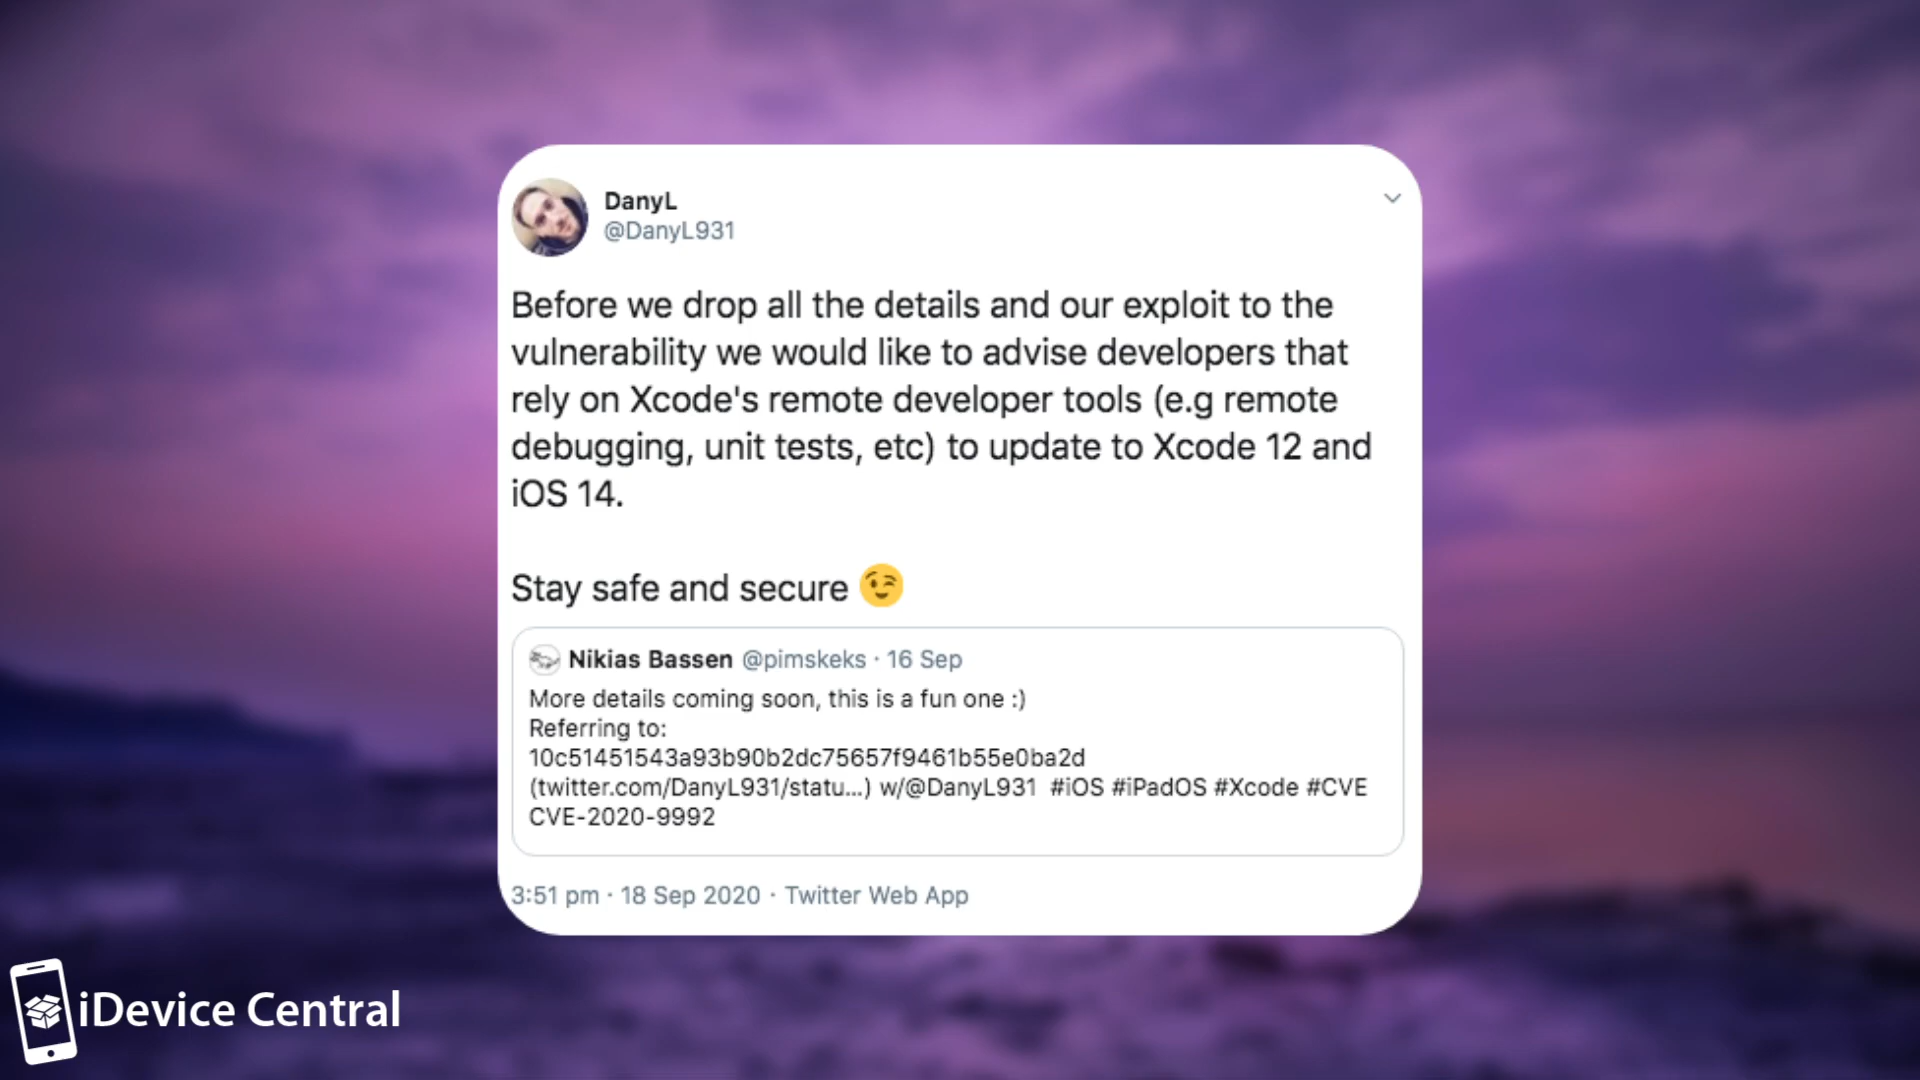 DanyL
@DanyL931
Before we drop all the details and our exploit to the
vulnerability we would like to advise developers that
rely on Xcode's remote developer tools (e.g remote
debugging, unit tests, etc) to update to Xcode 12 and
iOS 14.
Stay safe and secure 😉
Nikias Bassen @pimskeks · 16 Sep
More details coming soon, this is a fun one :)
Referring to:
10c51451543a93b90b2dc75657f9461b55e0ba2d
(twitter.com/DanyL931/statu...) w/@DanyL931 #iOS #iPadOS #Xcode #CVE
CVE-2020-9992
3:51 pm · 18 Sep 2020 · Twitter Web App
iDevice Central